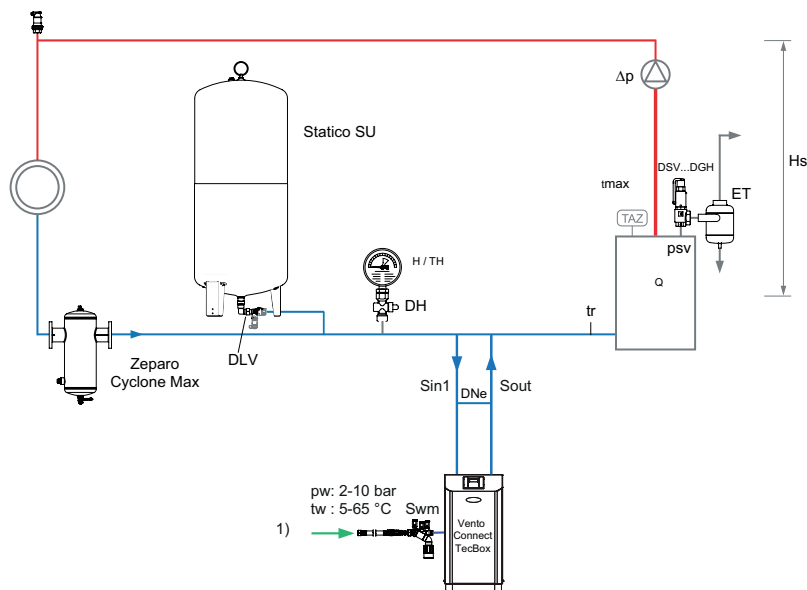 Δp
Hs
Statico SU
DSV...DGH
tmax
ET
TAZ
psv
H / TH
Q
DH
tr
DLV
Zeparo
Cyclone Max
Sin1
DNe
Sout
pw: 2-10 bar
tw : 5-65 °C
Swm
1)
Vento
Connect
TecBox